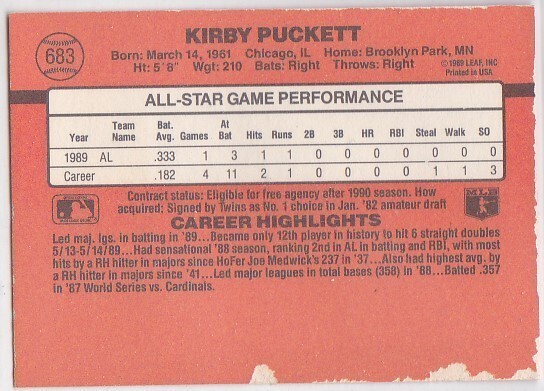 683
KIRBY PUCKETT
Born: March 14, 1961 Chicago, IL Home: Brooklyn Park, MN
Ht: 5'8" Wgt: 210 Bats: Right Throws: Right
©1989 LEAF, INC
Printed in USA
ALL-STAR GAME PERFORMANCE
Year Team Name Bat. Avg. Games At Bat Hits Runs 2B 3B HR RBI Steal Walk SO
1989 AL .333 1 3 1 1 0 0 0 0 0 0 0
Career .182 4 11 2 1 0 0 0 0 1 1 3
Contract status: Eligible for free agency after 1990 season. How
acquired: Signed by Twins as No. 1 choice in Jan. '82 amateur draft
MLB
CAREER HIGHLIGHTS
Led maj. lgs. in batting in '89...Became only 12th player in history to hit 6 straight doubles
5/13-5/14/89...Had sensational '88 season, ranking 2nd in AL in batting and RBI, with most
hits by a RH hitter in majors since HoFer Joe Medwick's 237 in '37...Also had highest avg. by
a RH hitter in majors since '41...Led major leagues in total bases (358) in '88...Batted .357
in '87 World Series vs. Cardinals.